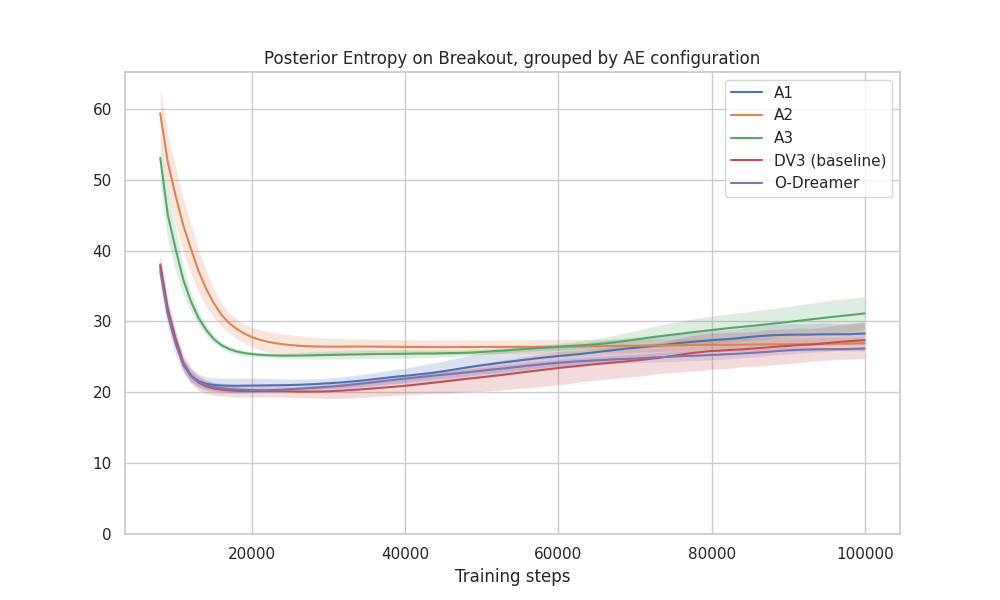 Posterior Entropy on Breakout, grouped by AE configuration
A1
A2
A3
DV3 (baseline)
O-Dreamer
60
50
40
30
20
10
0
20000
40000
60000
80000
100000
Training steps